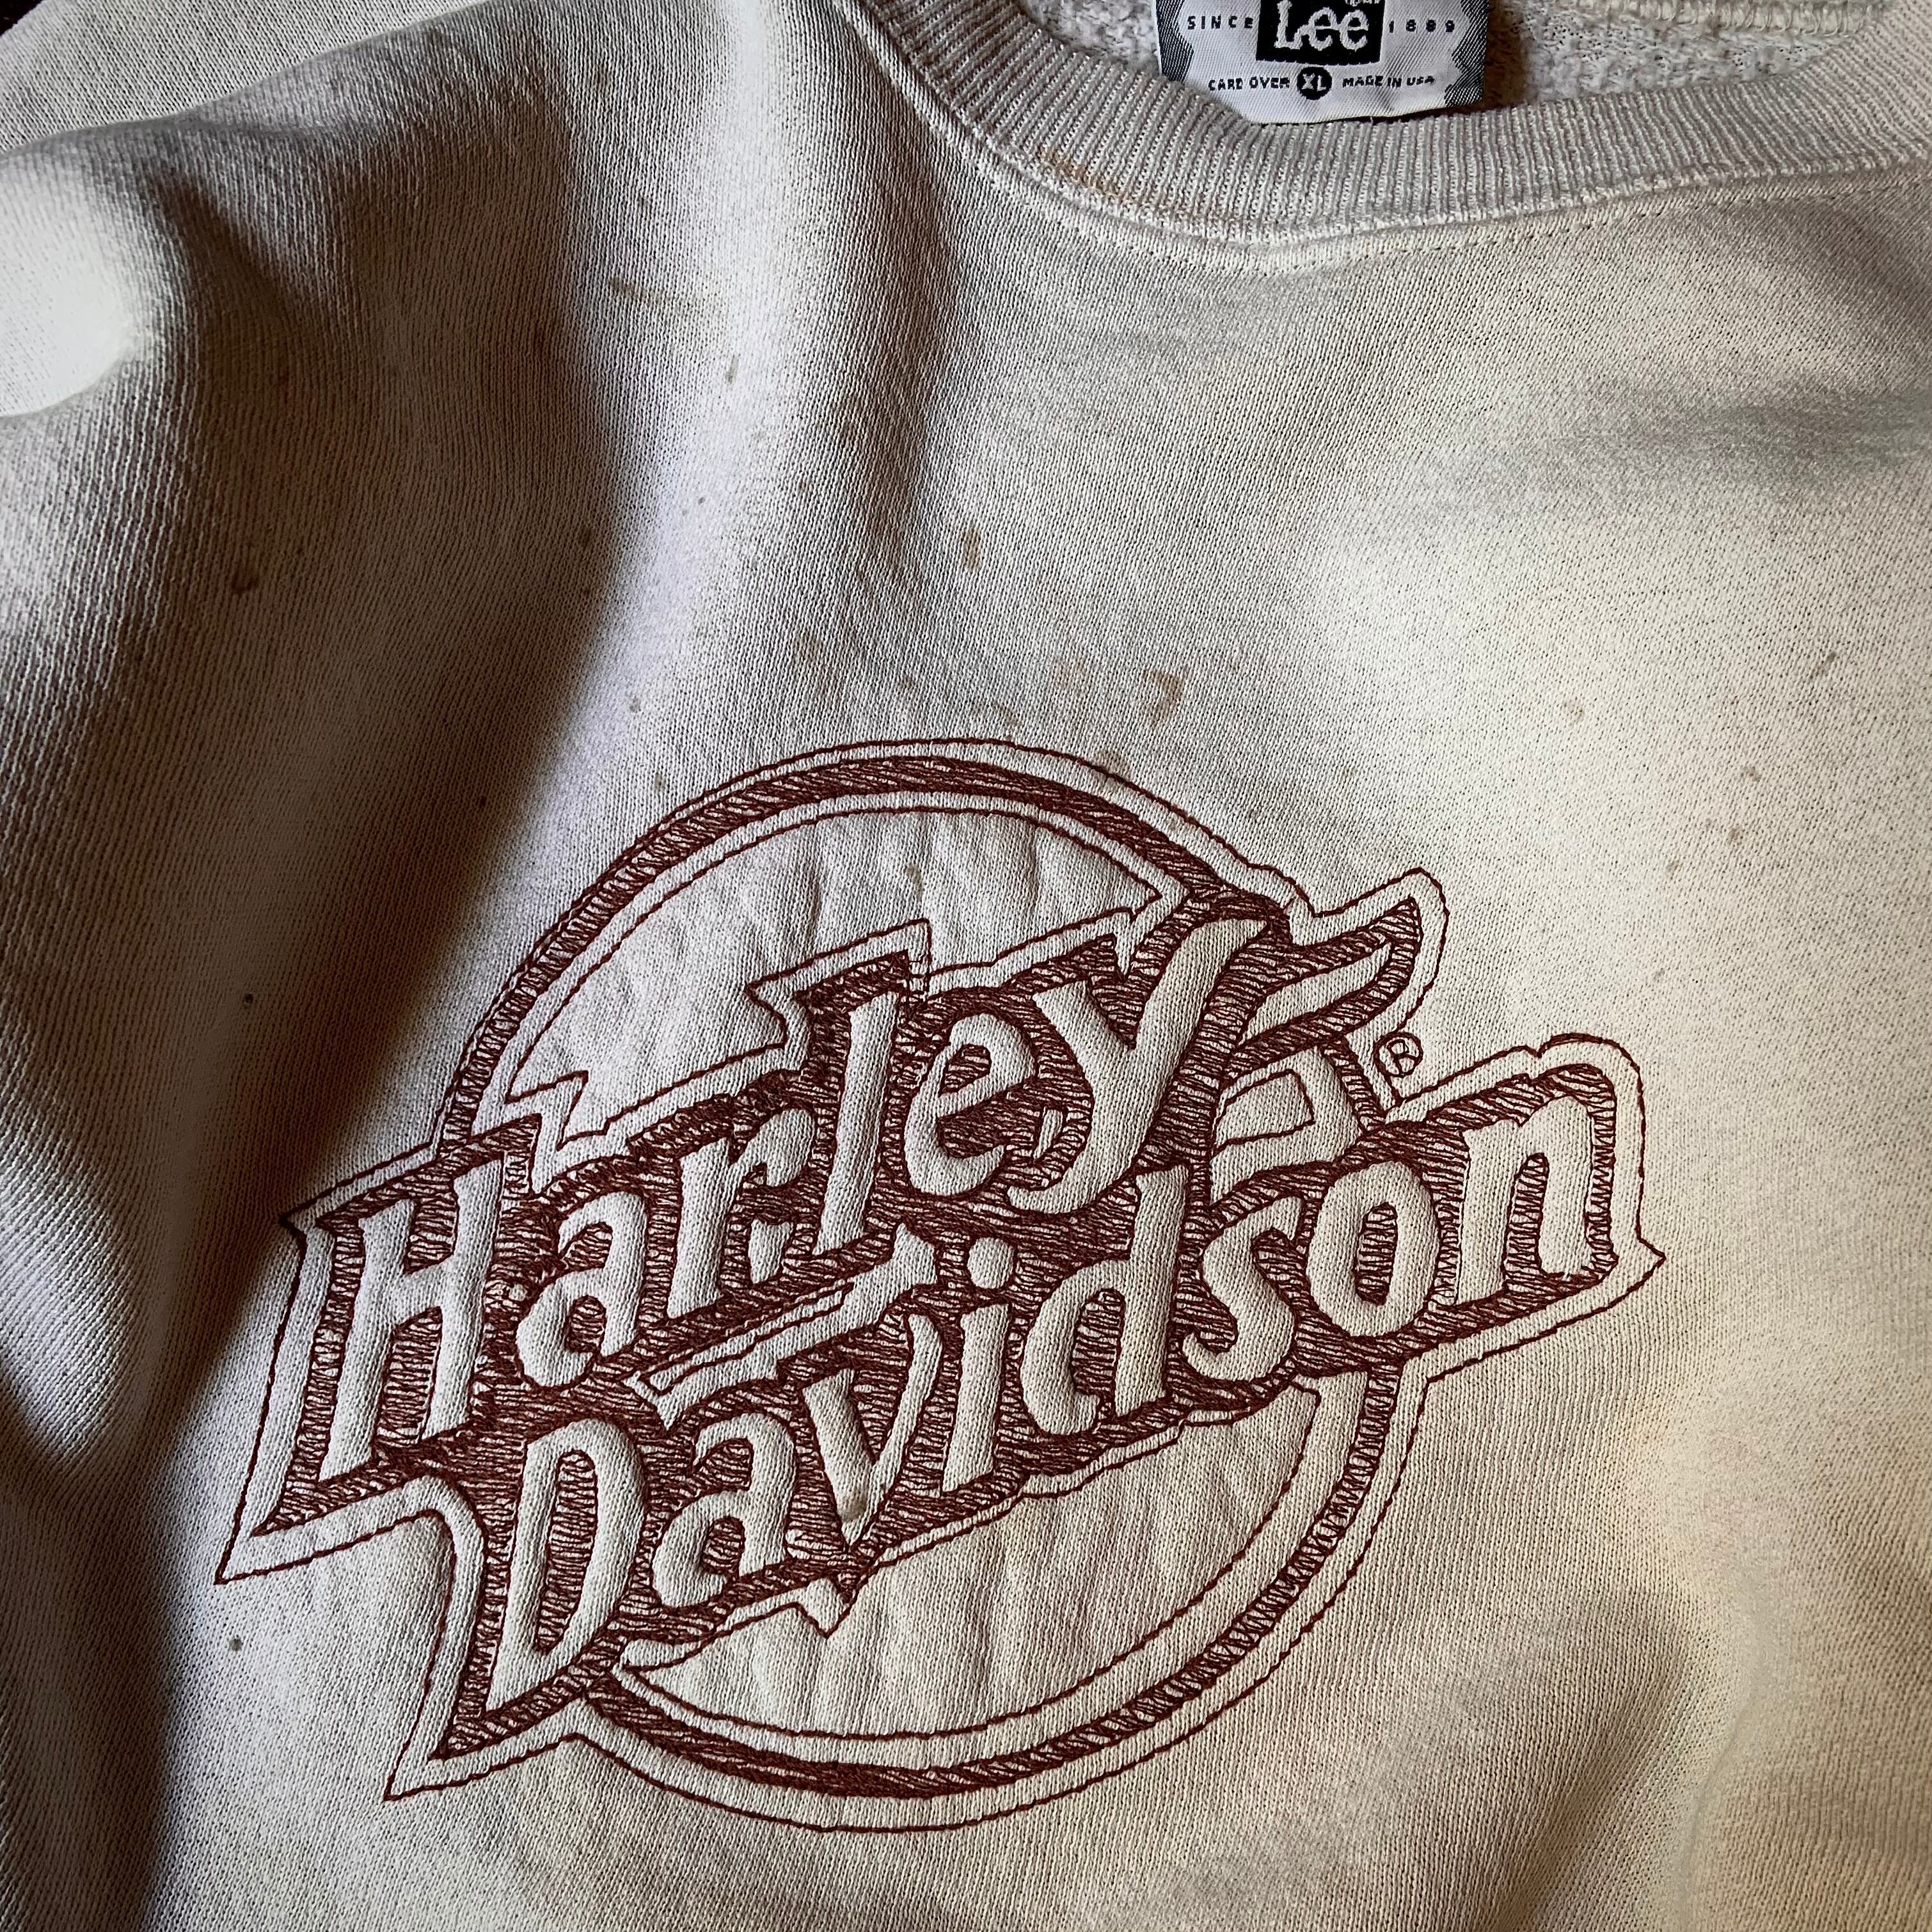 SINCE Lee 1889
CARE OVER XL MADE IN USA
Harley
Davidson
®